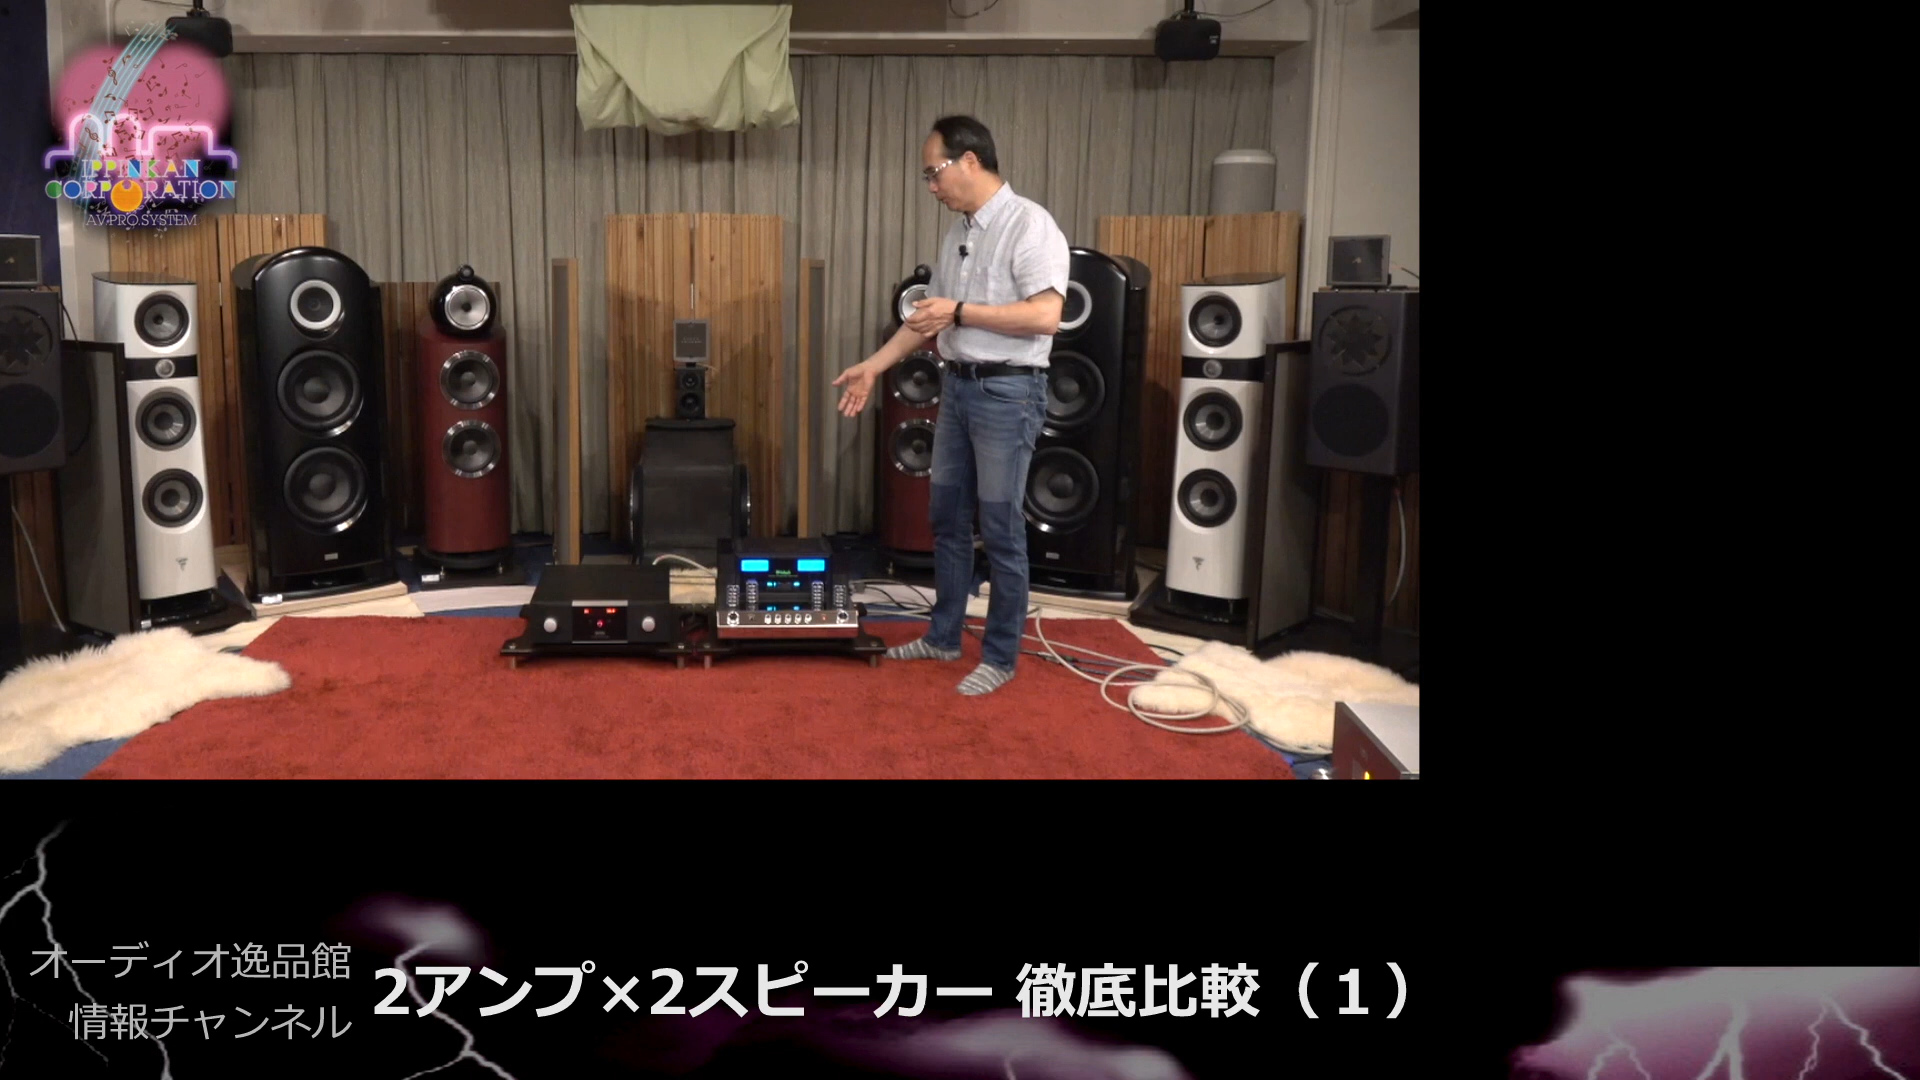 IPPINKAN
CORPORATION
AV.PRO SYSTEM
オーディオ逸品館
情報チャンネル
2アンプ×2スピーカー 徹底比較（１）